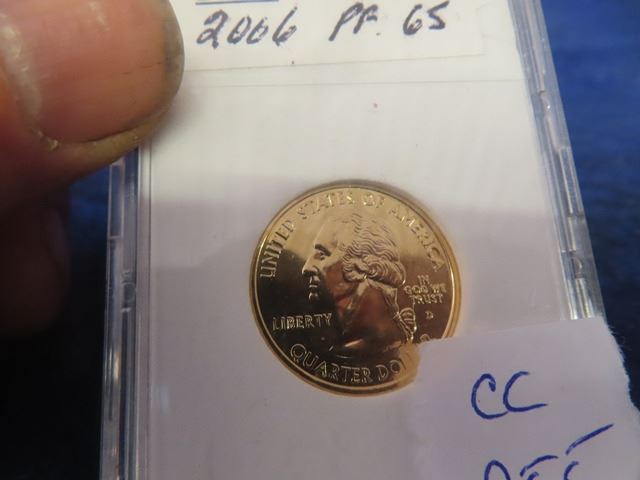 2006 PF. 65
UNITED STATES OF AMERICA
IN
GOD WE
TRUST
D
LIBERTY
QUARTER DO
CC